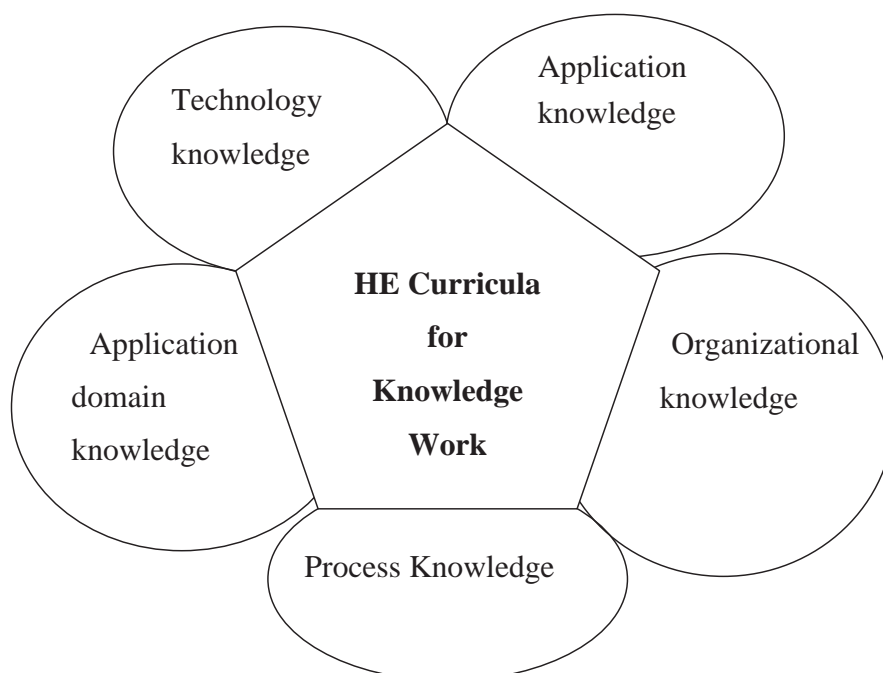 Technology
knowledge
Application
knowledge
HE Curricula
for
Knowledge
Work
Application
domain
knowledge
Organizational
knowledge
Process Knowledge